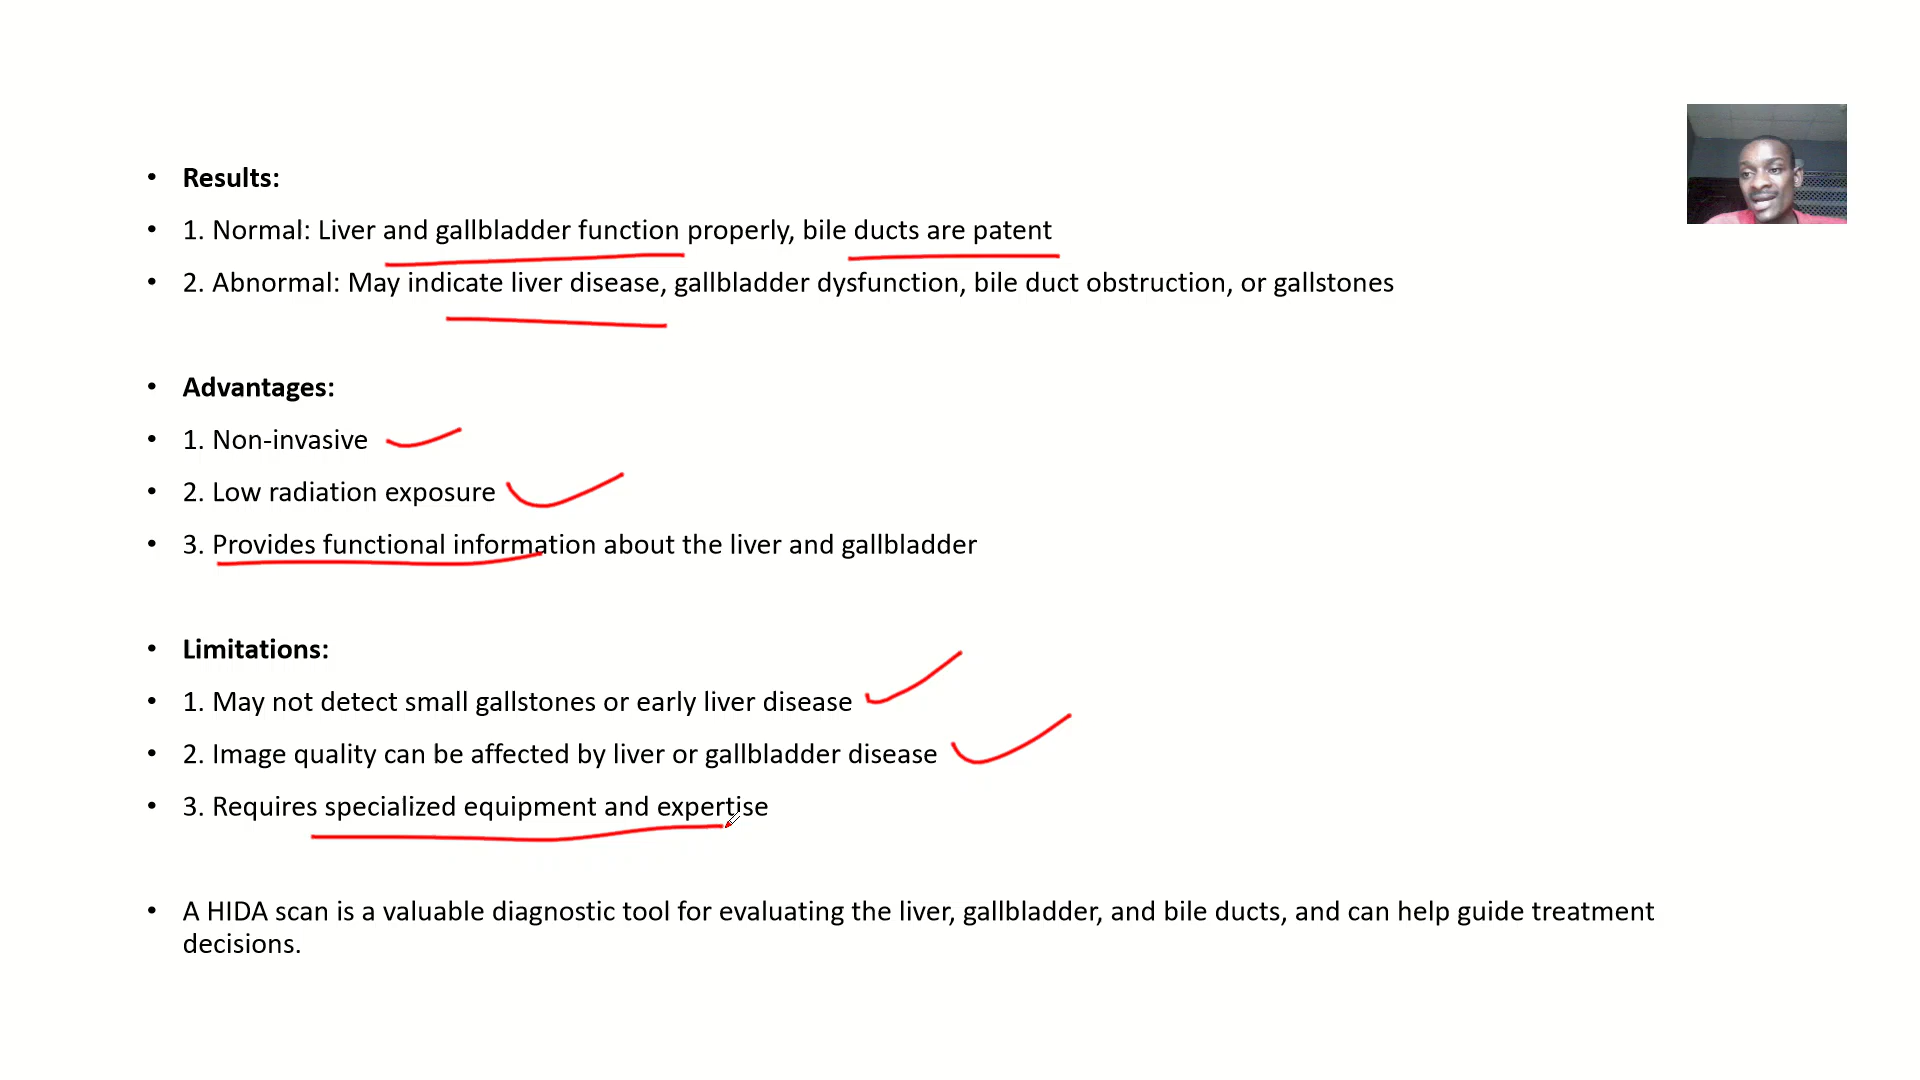 • Results:
• 1. Normal: Liver and gallbladder function properly, bile ducts are patent
• 2. Abnormal: May indicate liver disease, gallbladder dysfunction, bile duct obstruction, or gallstones
• Advantages:
• 1. Non-invasive
• 2. Low radiation exposure
• 3. Provides functional information about the liver and gallbladder
• Limitations:
• 1. May not detect small gallstones or early liver disease
• 2. Image quality can be affected by liver or gallbladder disease
• 3. Requires specialized equipment and expertise
• A HIDA scan is a valuable diagnostic tool for evaluating the liver, gallbladder, and bile ducts, and can help guide treatment
decisions.